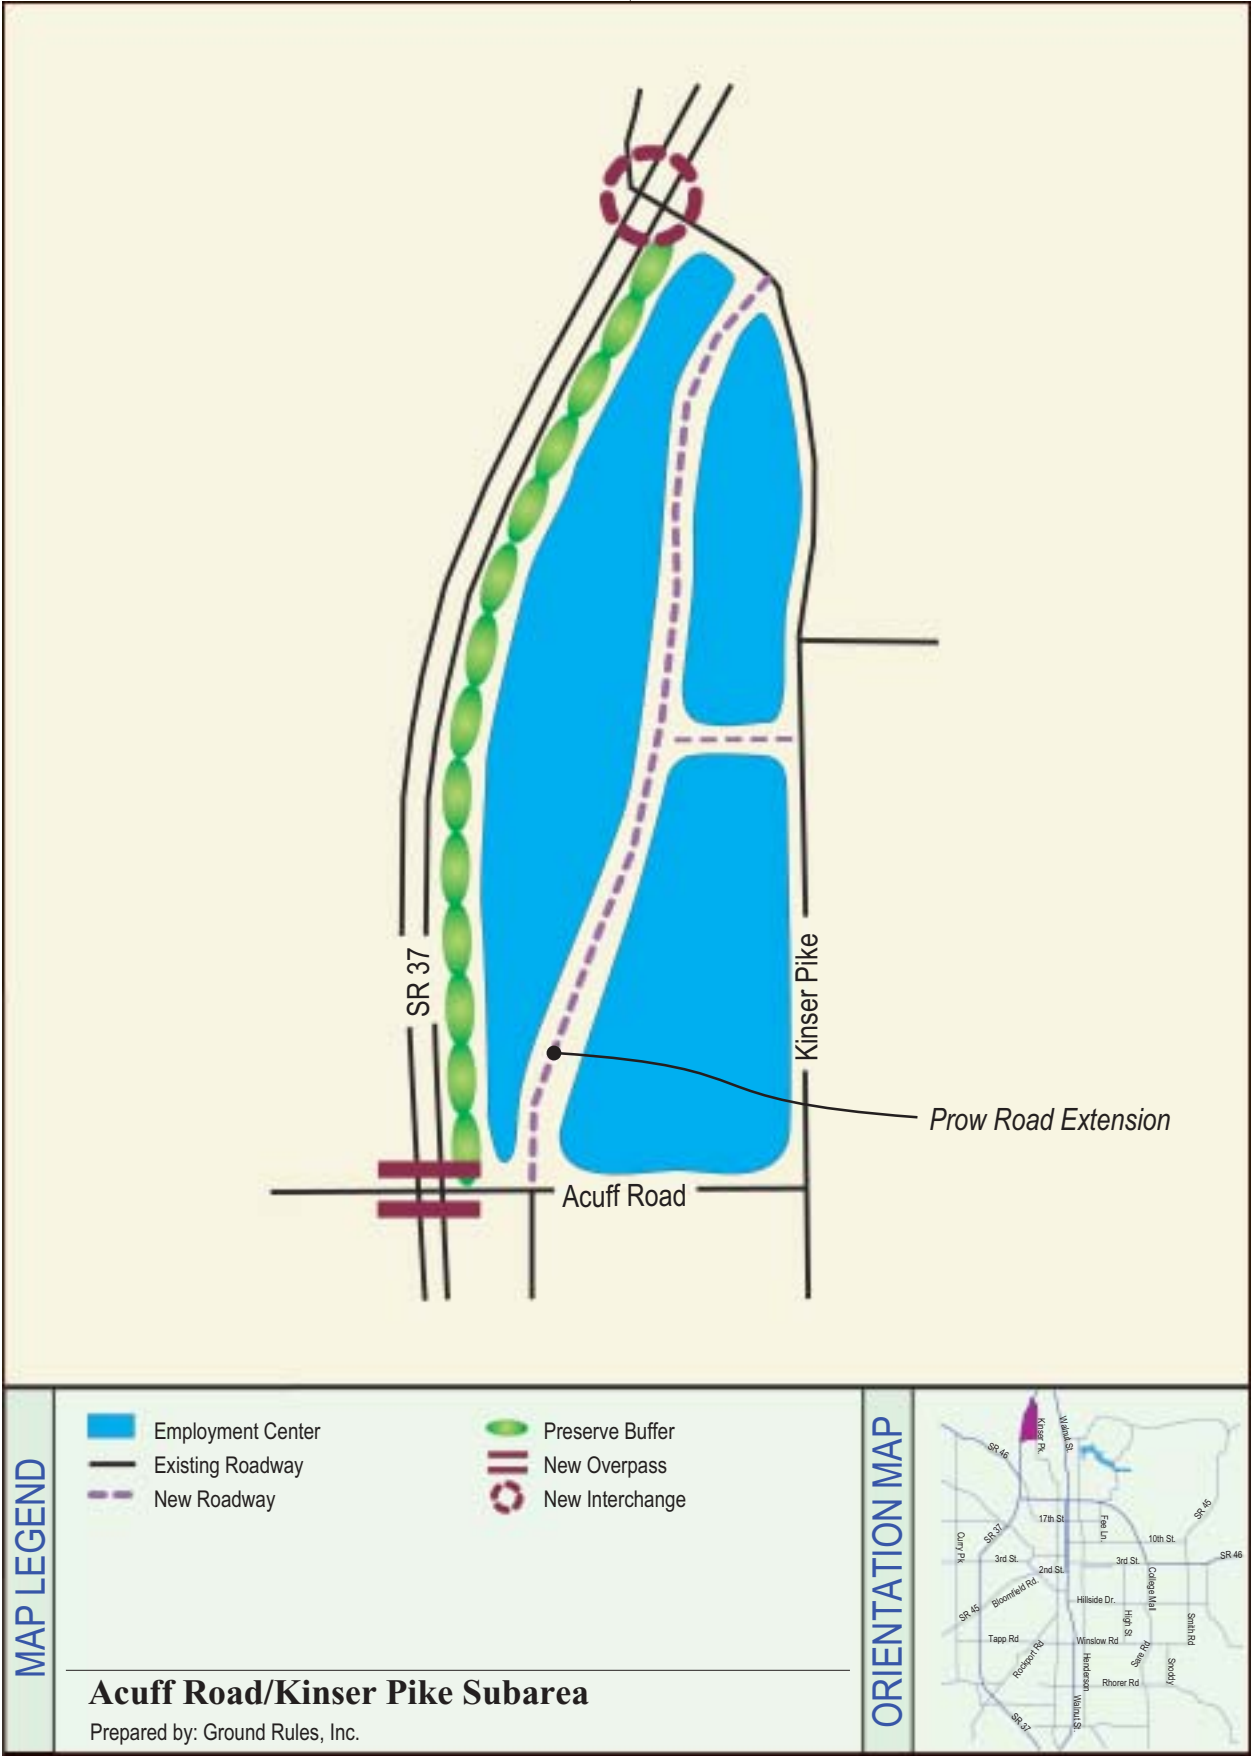 SR 37
Kinser Pike
Prow Road Extension
Acuff Road
MAP LEGEND
Employment Center
Existing Roadway
New Roadway
Preserve Buffer
New Overpass
New Interchange
Acuff Road/Kinser Pike Subarea
Prepared by: Ground Rules, Inc.
ORIENTATION MAP
Kinser Pk.
Walnut St.
SR 46
SR 45
17th St.
Fee Ln.
SR 37
10th St.
Curry Pk
3rd St.
3rd St.
SR 46
2nd St.
College Mall
Bloomfield Rd.
Hillside Dr.
SR 45
High St
Smith Rd
Tapp Rd
Winslow Rd
Rockport Rd
Sare Rd
Henderson
Snoddy
Rhorer Rd
Walnut St.
SR 37